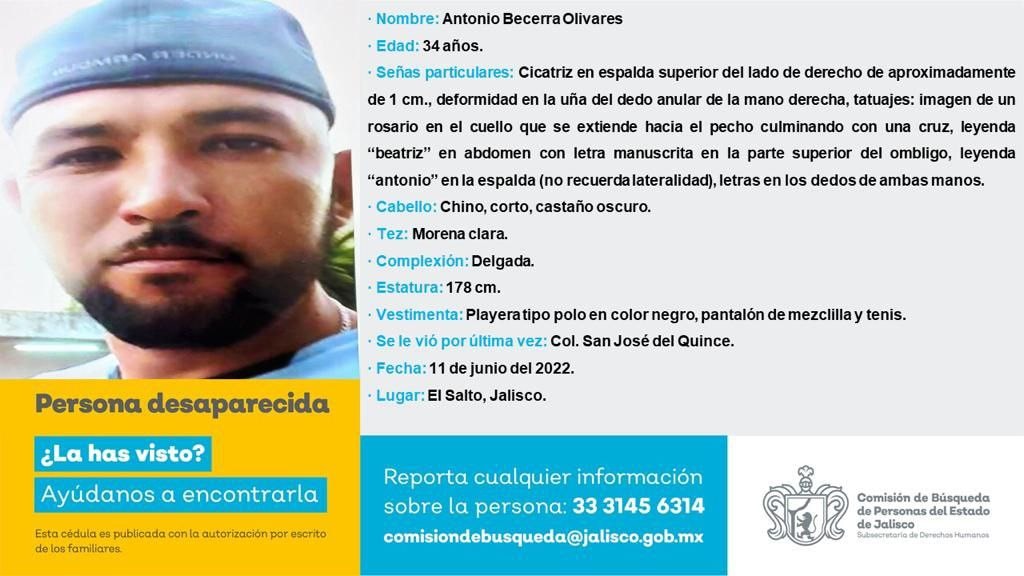 UNDER ARMOUR
· Nombre: Antonio Becerra Olivares
· Edad: 34 años.
· Señas particulares: Cicatriz en espalda superior del lado de derecho de aproximadamente
de 1 cm., deformidad en la uña del dedo anular de la mano derecha, tatuajes: imagen de un
rosario en el cuello que se extiende hacia el pecho culminando con una cruz, leyenda
“beatriz” en abdomen con letra manuscrita en la parte superior del ombligo, leyenda
“antonio” en la espalda (no recuerda lateralidad), letras en los dedos de ambas manos.
· Cabello: Chino, corto, castaño oscuro.
· Tez: Morena clara.
· Complexión: Delgada.
· Estatura: 178 cm.
· Vestimenta: Playera tipo polo en color negro, pantalón de mezclilla y tenis.
· Se le vió por última vez: Col. San José del Quince.
· Fecha: 11 de junio del 2022.
· Lugar: El Salto, Jalisco.
Persona desaparecida
¿La has visto?
Ayúdanos a encontrarla
Esta cédula es publicada con la autorización por escrito
de los familiares.
Reporta cualquier información
sobre la persona: 33 3145 6314
comisiondebusqueda@jalisco.gob.mx
Comisión de Búsqueda
de Personas del Estado
de Jalisco
Subsecretaría de Derechos Humanos